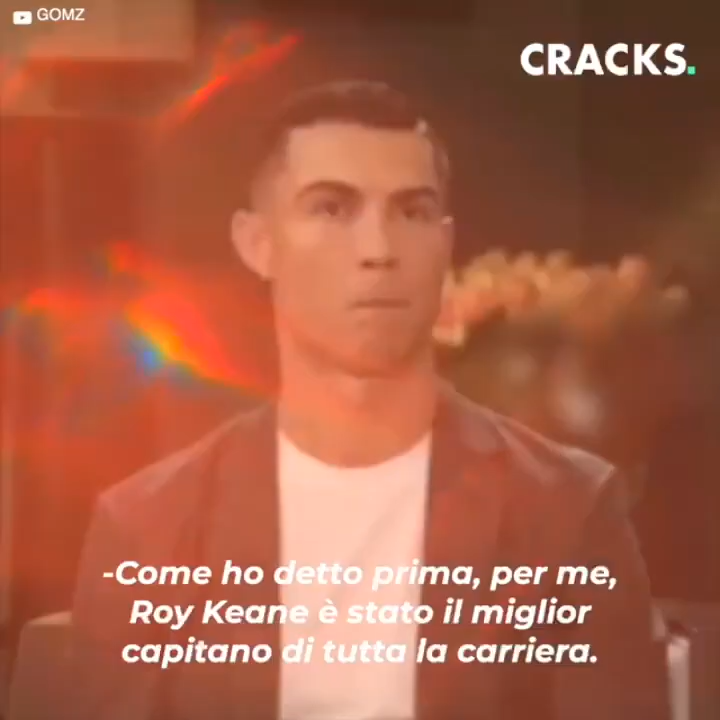 GOMZ
CRACKS.
-Come ho detto prima, per me,
Roy Keane è stato il miglior
capitano di tutta la carriera.